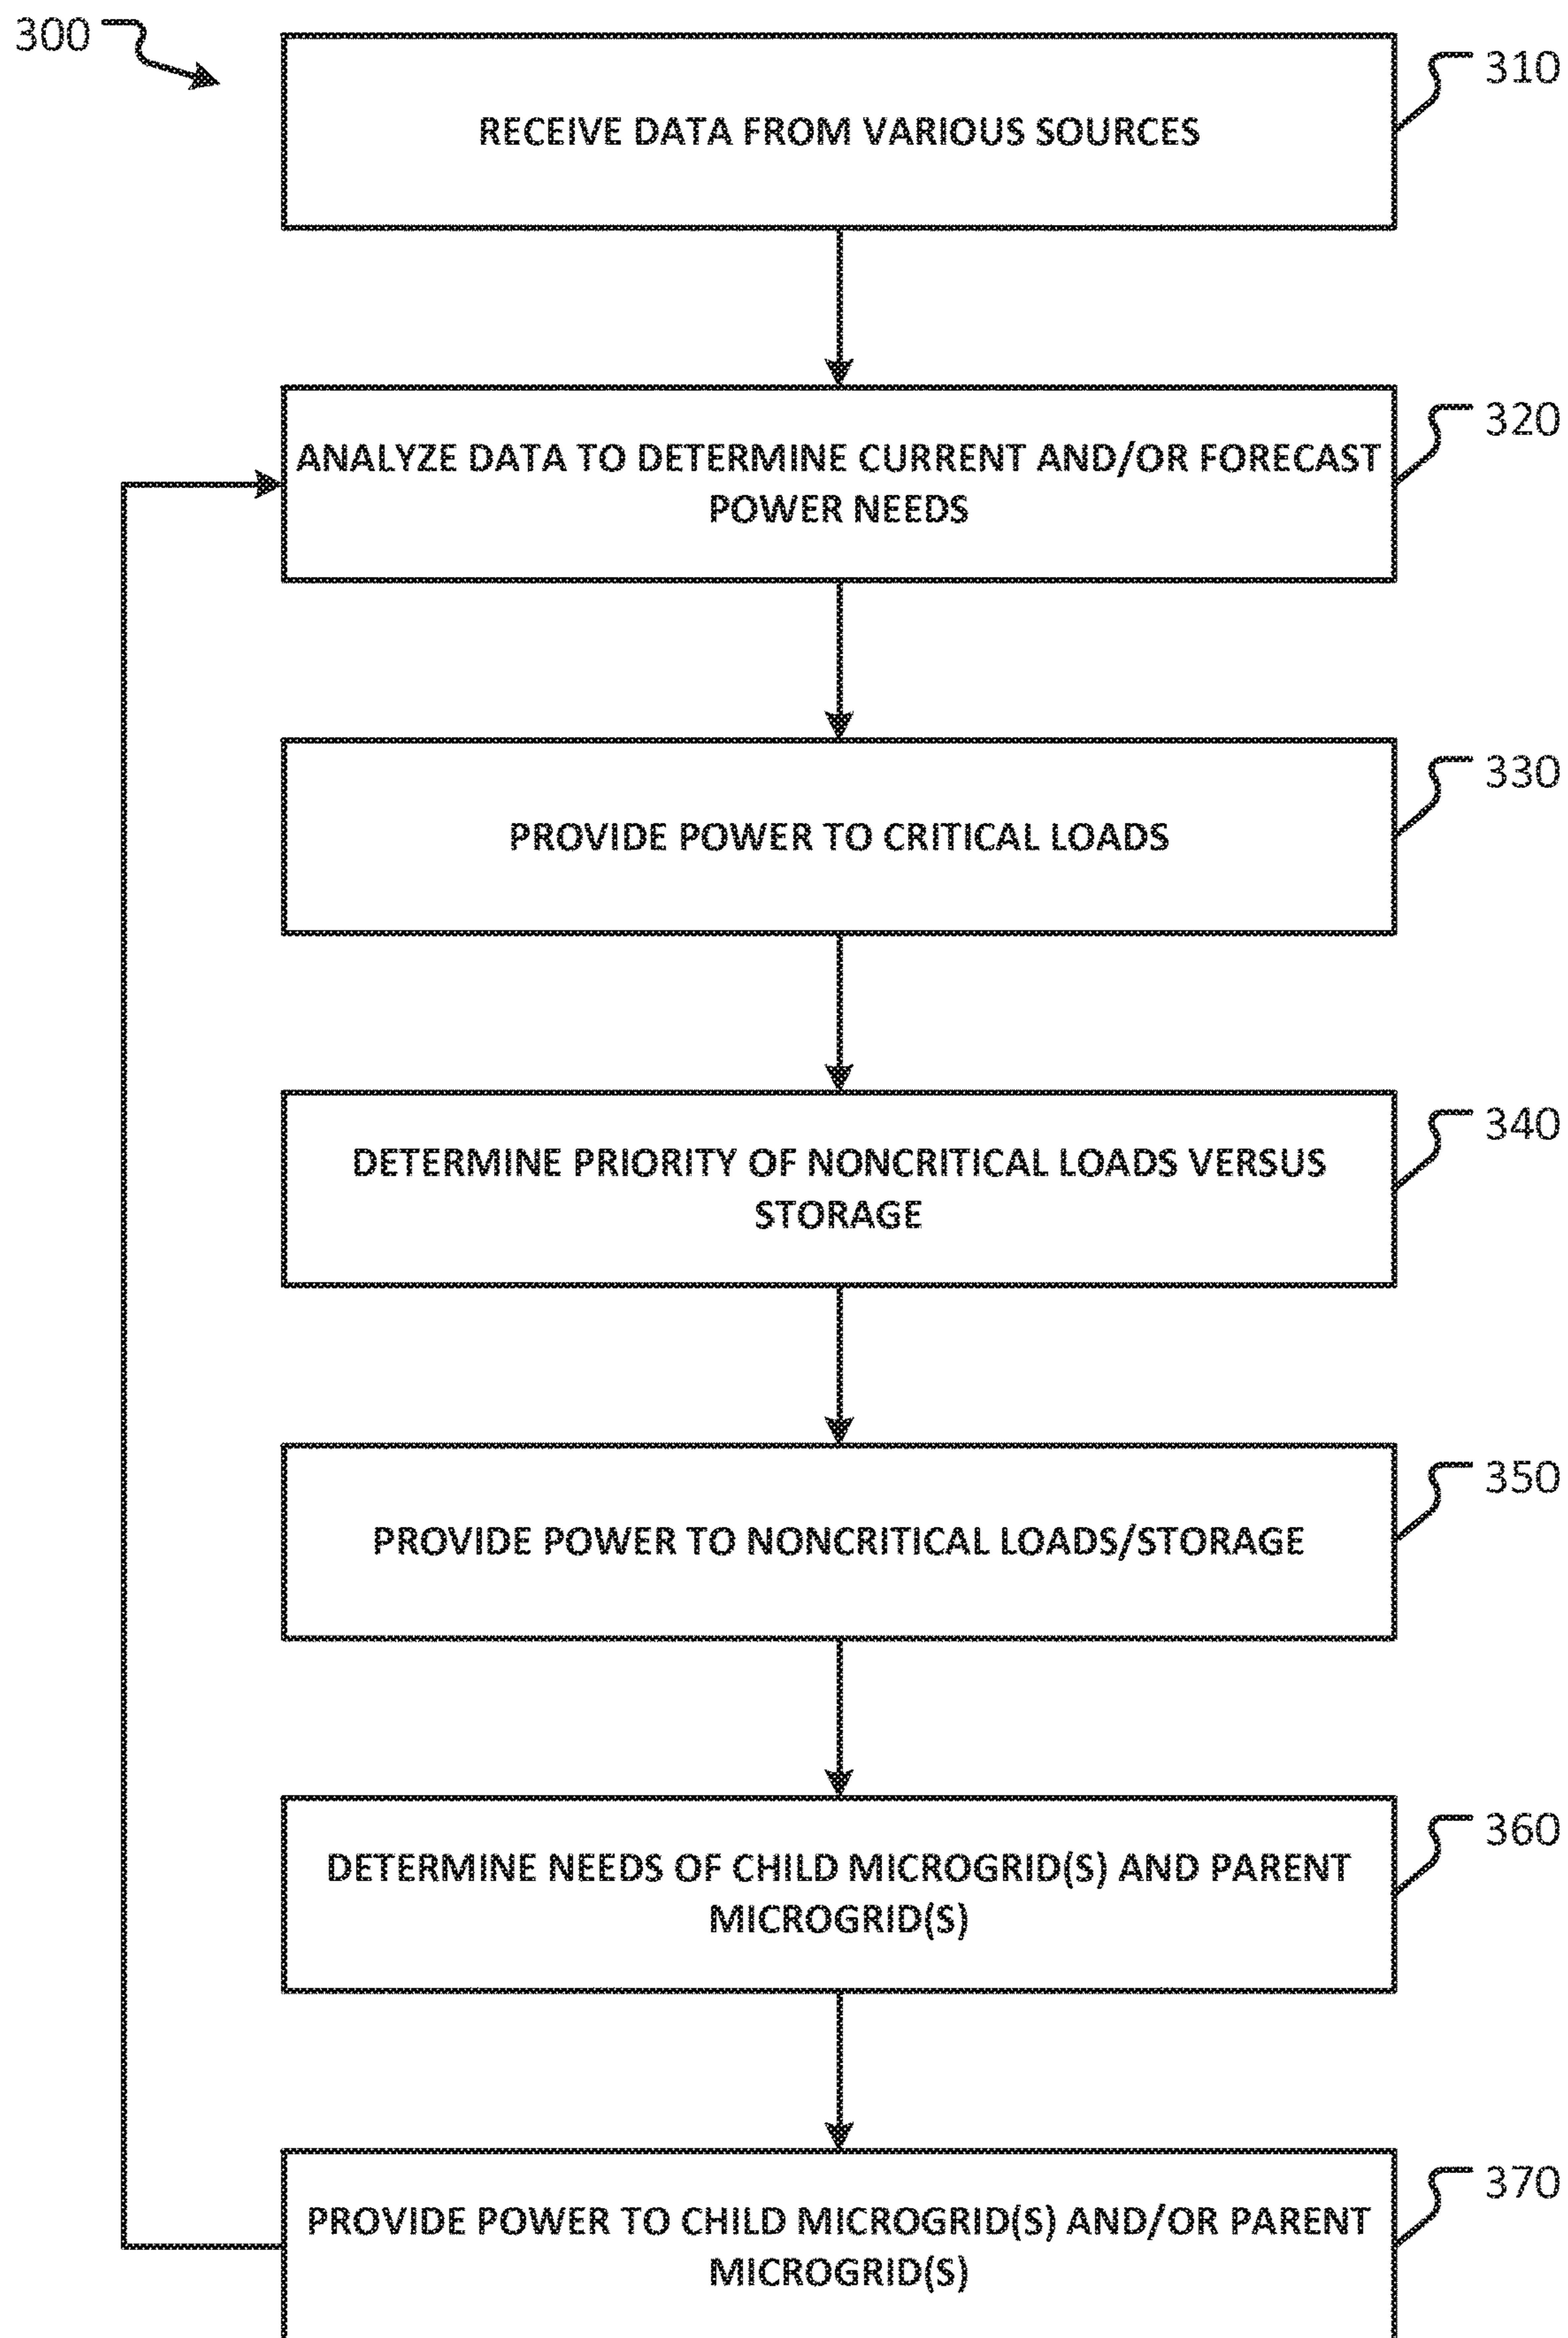 300
310
RECEIVE DATA FROM VARIOUS SOURCES
320
ANALYZE DATA TO DETERMINE CURRENT AND/OR FORECAST
POWER NEEDS
330
PROVIDE POWER TO CRITICAL LOADS
340
DETERMINE PRIORITY OF NONCRITICAL LOADS VERSUS
STORAGE
350
PROVIDE POWER TO NONCRITICAL LOADS/STORAGE
360
DETERMINE NEEDS OF CHILD MICROGRID(S) AND PARENT
MICROGRID(S)
370
PROVIDE POWER TO CHILD MICROGRID(S) AND/OR PARENT
MICROGRID(S)